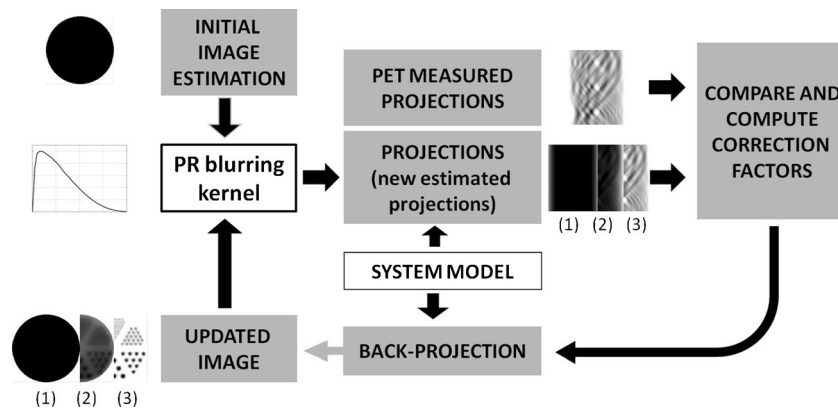 INITIAL
IMAGE
ESTIMATION
PET MEASURED
PROJECTIONS
COMPARE AND
COMPUTE
CORRECTION
FACTORS
PR blurring
kernel
PROJECTIONS
(new estimated
projections)
(1) (2) (3)
SYSTEM MODEL
UPDATED
IMAGE
BACK-PROJECTION
(1) (2) (3)